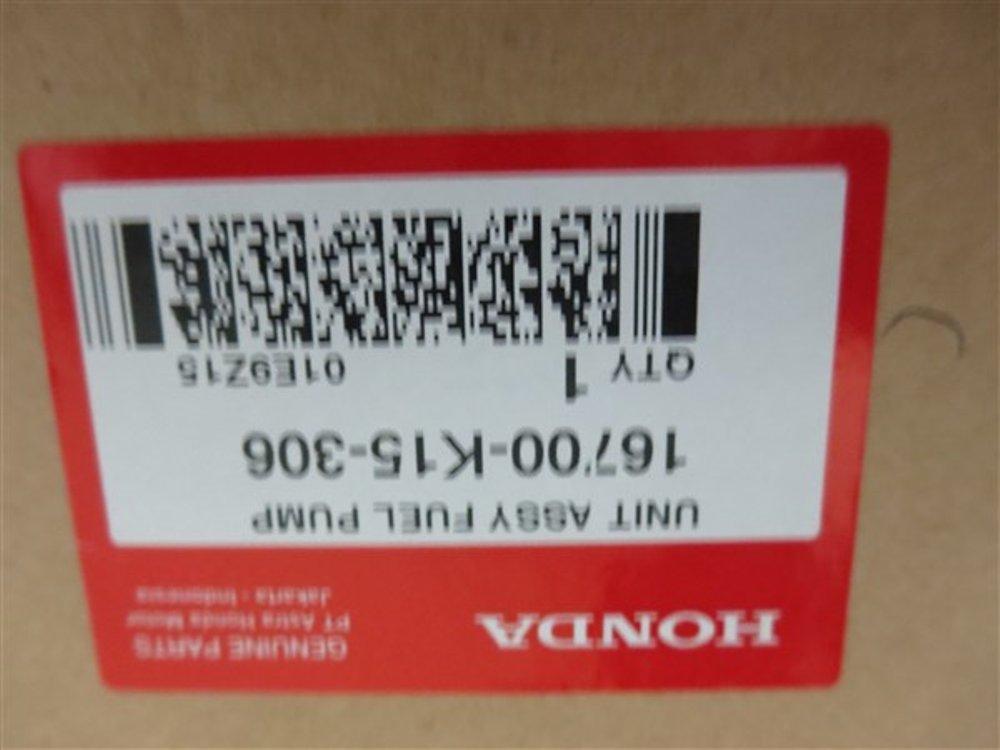 HONDA
GENUINE PARTS
PT Astra Honda Motor
Jakarta - Indonesia
UNIT ASSY FUEL PUMP
16700-K15-306
QTY 1 01E9Z15